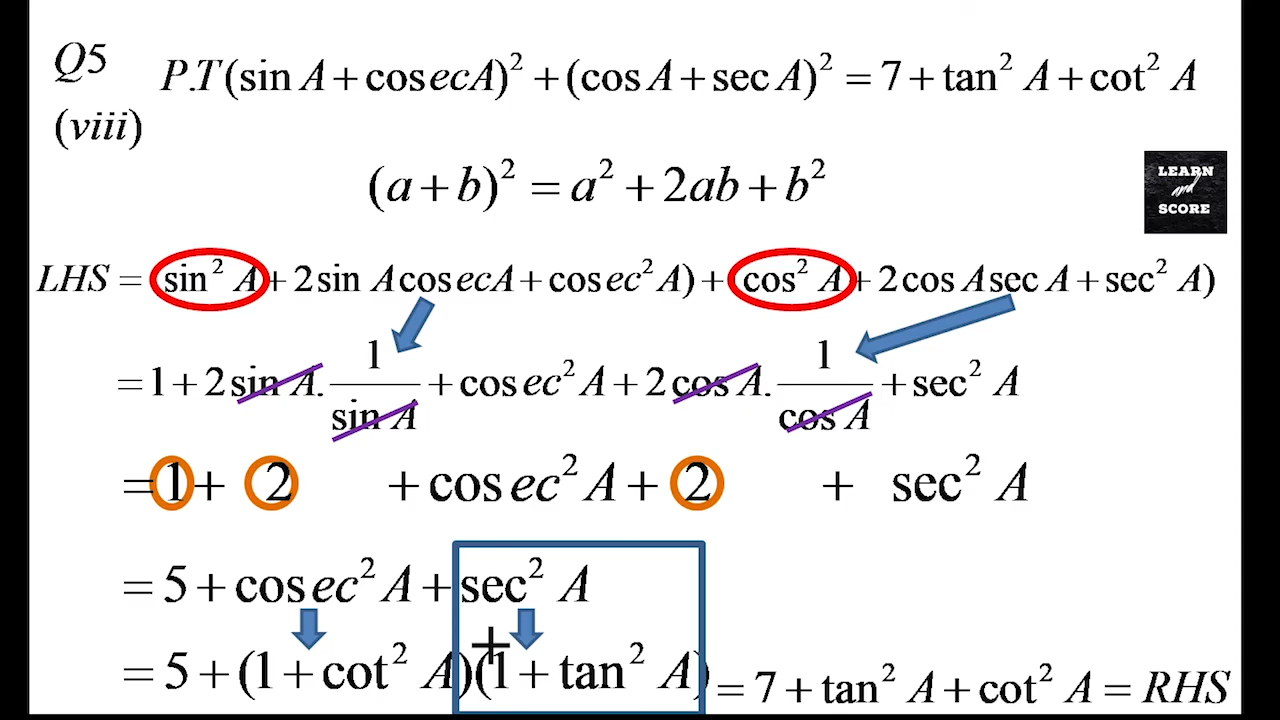 Q5 P.T(sin A + cosecA)² + (cos A + sec A)² = 7 + tan² A + cot² A
(viii)
(a + b)² = a² + 2ab + b²
LEARN
and
SCORE
LHS = sin² A + 2 sin A cosecA + cosec² A) + cos² A + 2 cos A sec A + sec² A)
= 1 + 2 sin A. 1/sin A + cosec² A + 2 cos A. 1/cos A + sec² A
= 1 + 2 + cosec² A + 2 + sec² A
= 5 + cosec² A + sec² A
= 5 + (1 + cot² A) + (1 + tan² A) = 7 + tan² A + cot² A = RHS